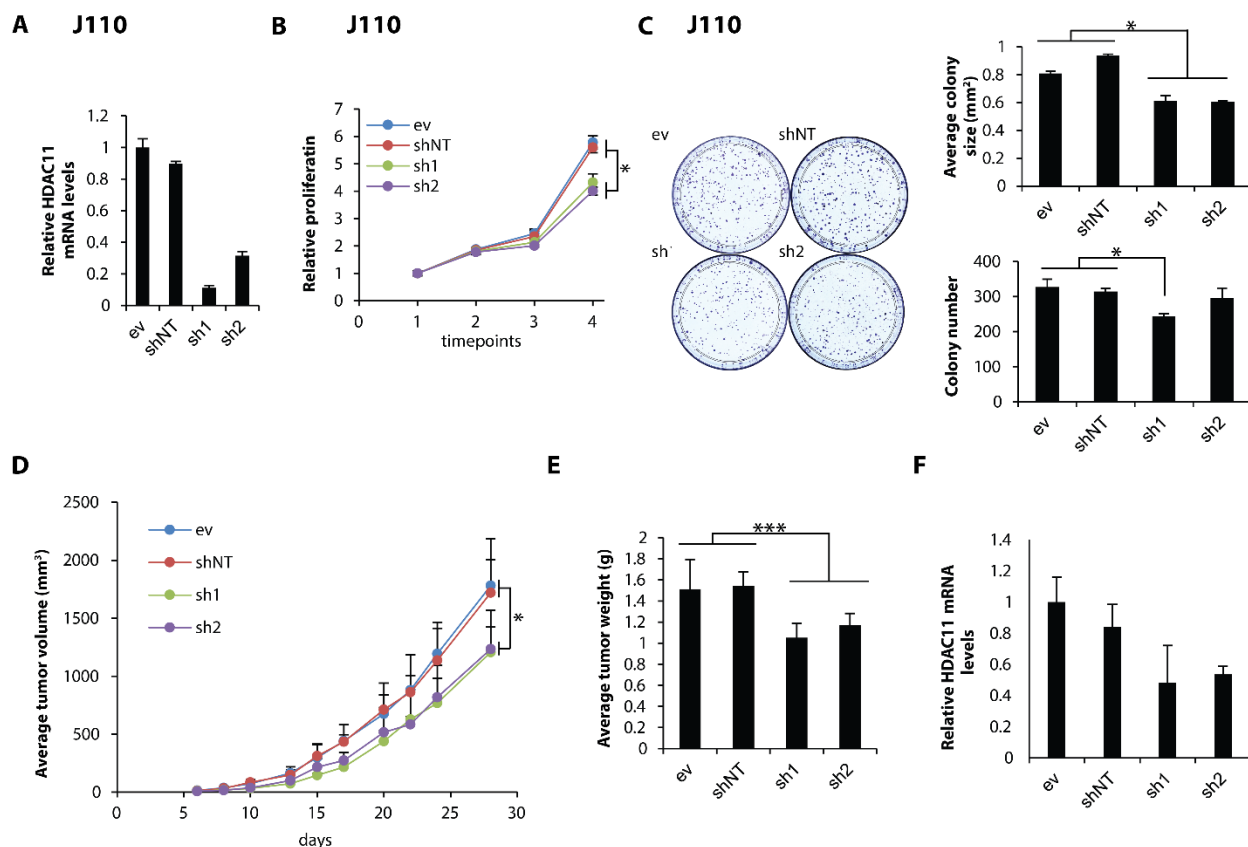 A J110
Relative HDAC11
mRNA levels
1.2
1
0.8
0.6
0.4
0.2
0
ev
shNT
sh1
sh2
B J110
Relative proliferatin
7
6
5
4
3
2
1
0
ev
shNT
sh1
sh2
*
0 1 2 3 4
timepoints
C J110
ev
shNT
sh
sh2
Average colony
size (mm²)
1
0.8
0.6
0.4
0.2
0
*
ev
shNT
sh1
sh2
Colony number
400
300
200
100
0
*
ev
shNT
sh1
sh2
D
Average tumor volume (mm³)
2500
2000
1500
1000
500
0
ev
shNT
sh1
sh2
*
0 5 10 15 20 25 30
days
E
Average tumor weight (g)
2
1.8
1.6
1.4
1.2
1
0.8
0.6
0.4
0.2
0
***
ev
shNT
sh1
sh2
F
Relative HDAC11 mRNA
levels
1.4
1.2
1
0.8
0.6
0.4
0.2
0
ev
shNT
sh1
sh2